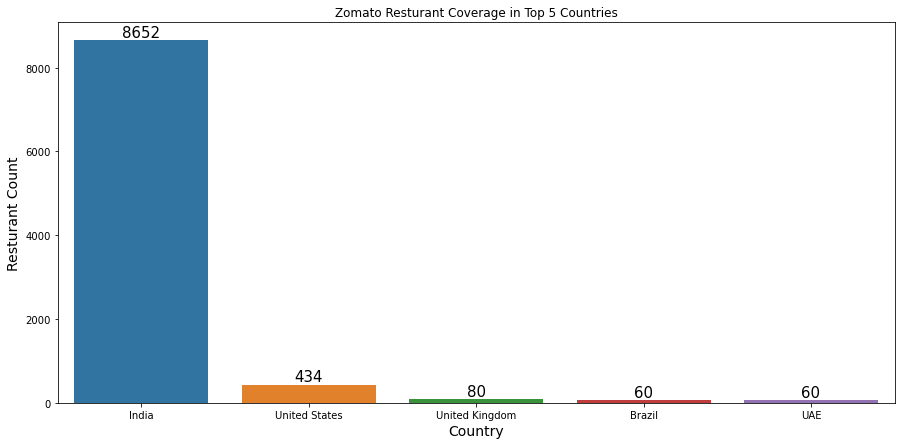 Zomato Resturant Coverage in Top 5 Countries
8652
8000
6000
Resturant Count
4000
2000
434
80
60
60
0
India
United States
United Kingdom
Brazil
UAE
Country